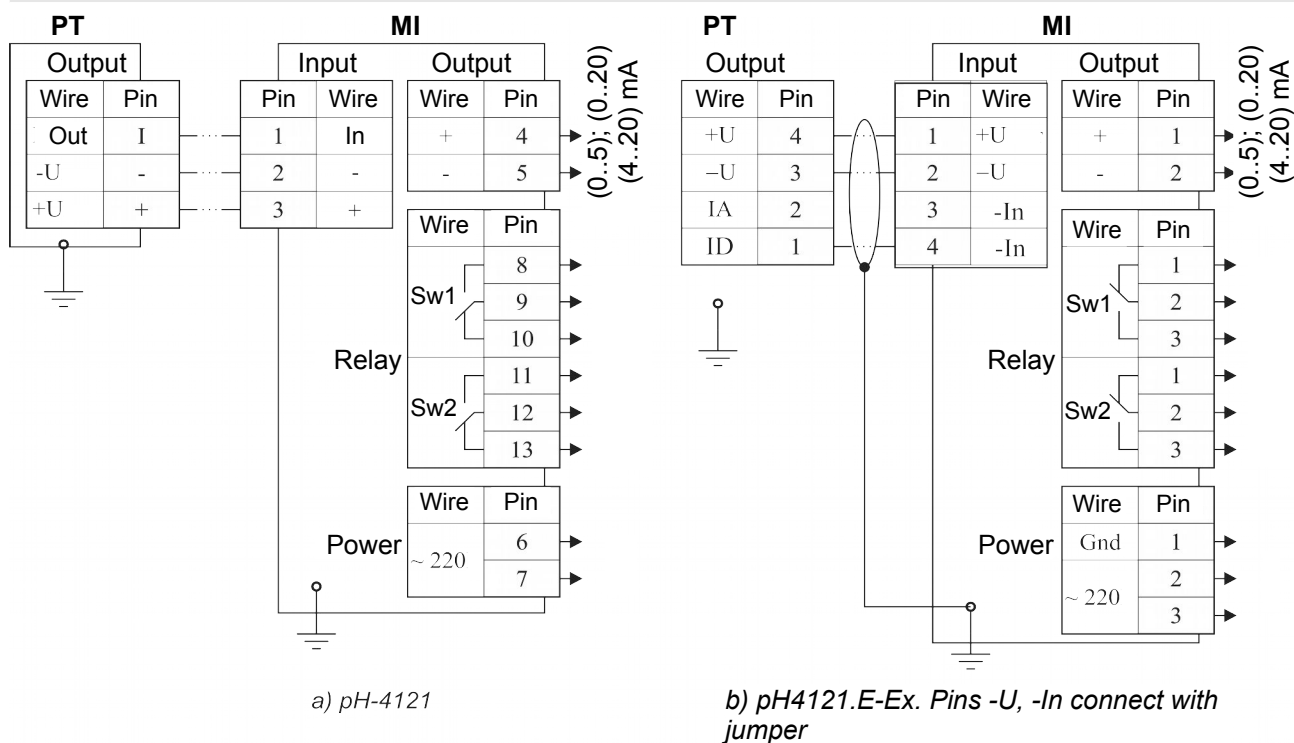 PT MI
Output Input Output
Wire Pin Pin Wire Wire Pin
Out I 1 In + 4
-U - 2 - - 5
+U + 3 +
(0..5); (0..20)
(4..20) mA
Wire Pin
8
Sw1 9
10
Relay
11
Sw2 12
13
Wire Pin
Power ~ 220 6
7
a) pH-4121
PT MI
Output Input Output
Wire Pin Pin Wire Wire Pin
+U 4 1 +U + 1
–U 3 2 –U - 2
IA 2 3 -In
ID 1 4 -In
(0..5); (0..20)
(4..20) mA
Wire Pin
1
Sw1 2
3
Relay
1
Sw2 2
3
Wire Pin
Power Gnd 1
~ 220 2
3
b) pH4121.E-Ex. Pins -U, -In connect with
jumper